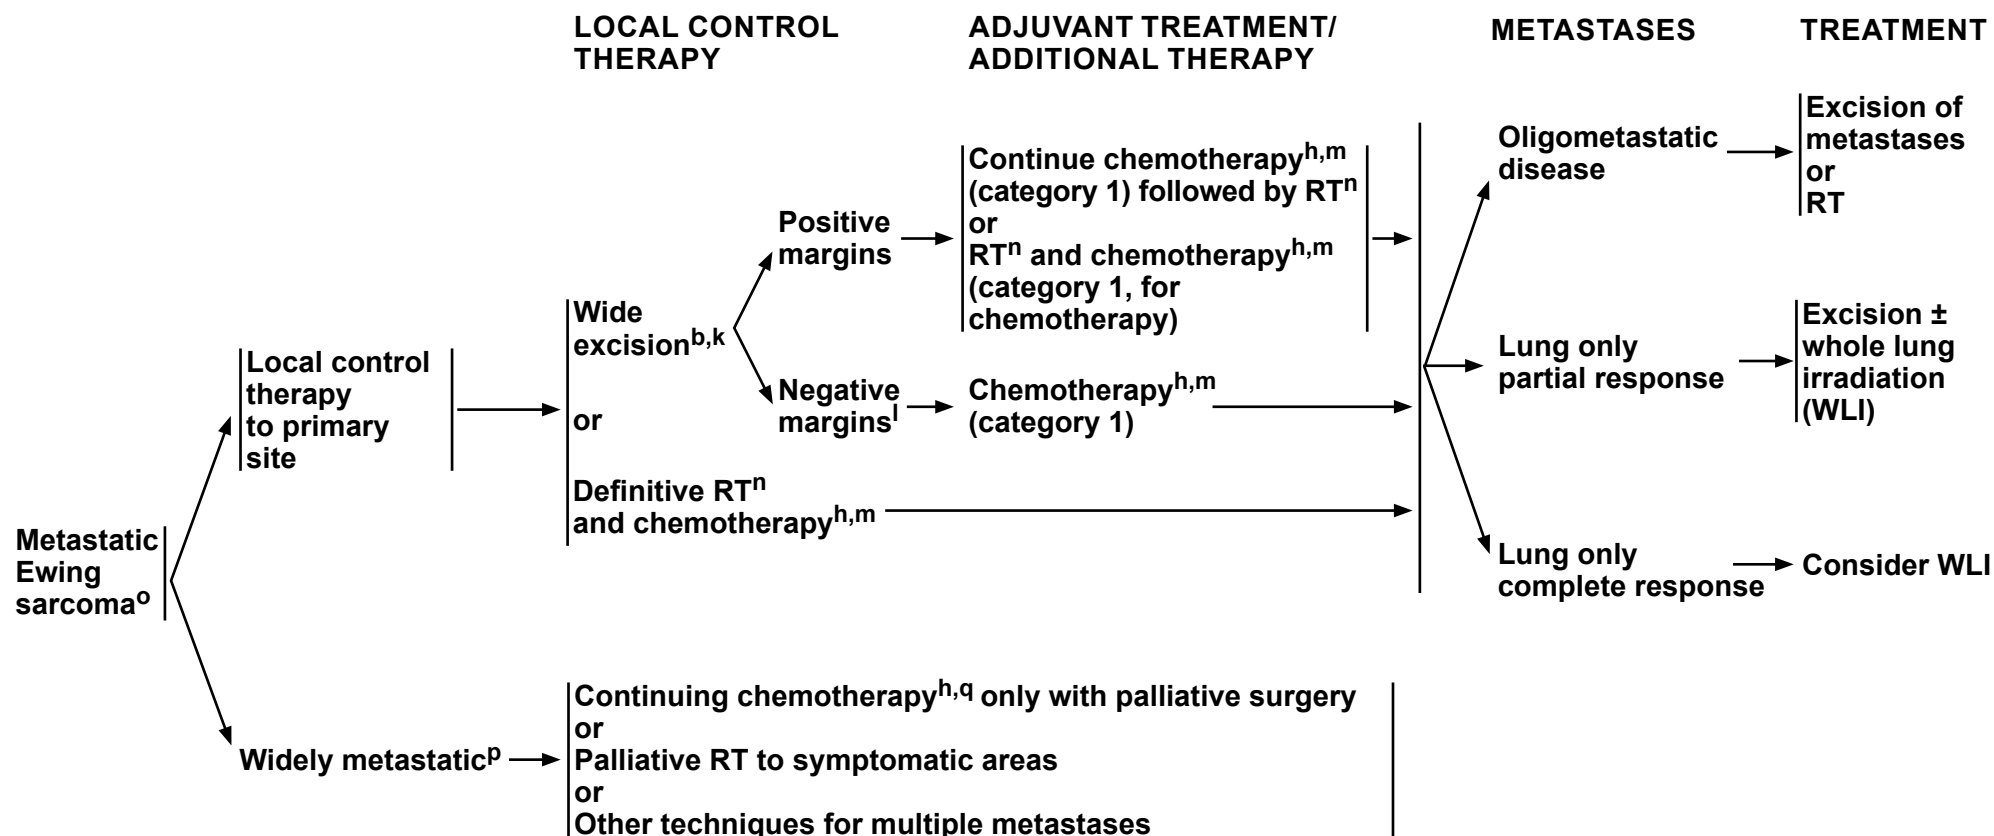 LOCAL CONTROL
THERAPY
ADJUVANT TREATMENT/
ADDITIONAL THERAPY
METASTASES
TREATMENT
Metastatic
Ewing
sarcomaᵒ
Local control
therapy
to primary
site
Wide
excisionᵇ,ᵏ
or
Definitive RTⁿ
and chemotherapyʰ,ᵐ
Positive
margins
Negative
marginsˡ
Continue chemotherapyʰ,ᵐ
(category 1) followed by RTⁿ
or
RTⁿ and chemotherapyʰ,ᵐ
(category 1, for
chemotherapy)
Chemotherapyʰ,ᵐ
(category 1)
Oligometastatic
disease
Excision of
metastases
or
RT
Lung only
partial response
Excision ±
whole lung
irradiation
(WLI)
Lung only
complete response
Consider WLI
Widely metastaticᵖ
Continuing chemotherapyʰ,q only with palliative surgery
or
Palliative RT to symptomatic areas
or
Other techniques for multiple metastases